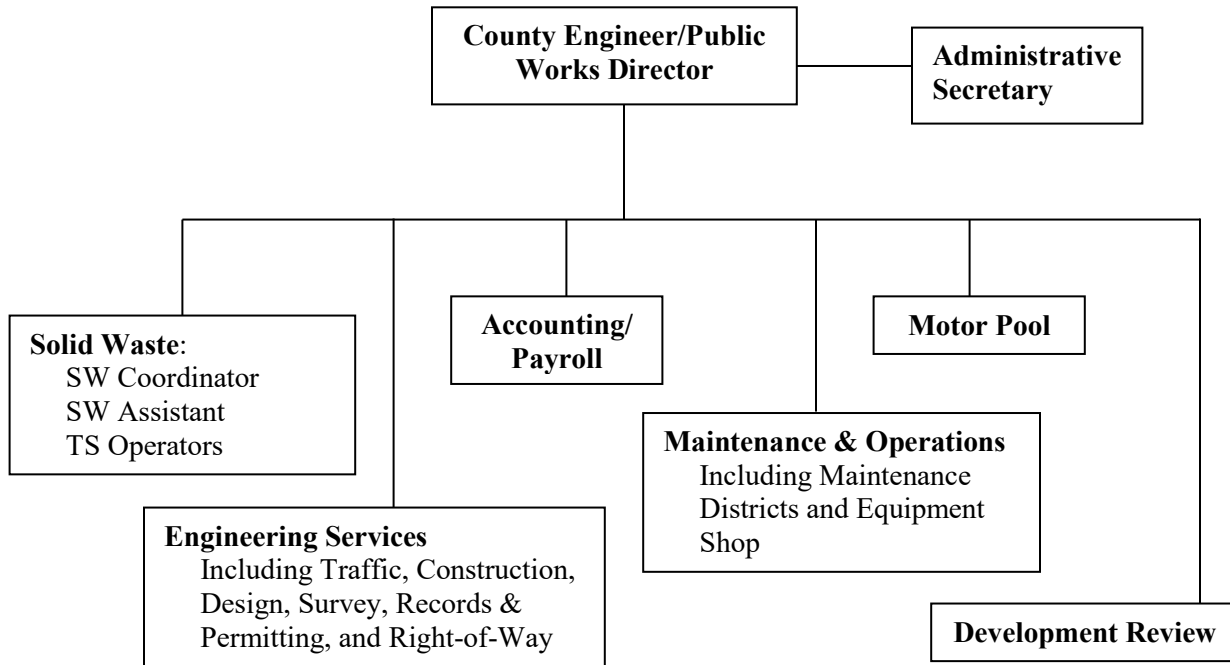 County Engineer/Public
Works Director
Administrative
Secretary
Solid Waste:
SW Coordinator
SW Assistant
TS Operators
Engineering Services
Including Traffic, Construction,
Design, Survey, Records &
Permitting, and Right-of-Way
Accounting/
Payroll
Maintenance & Operations
Including Maintenance
Districts and Equipment
Shop
Motor Pool
Development Review